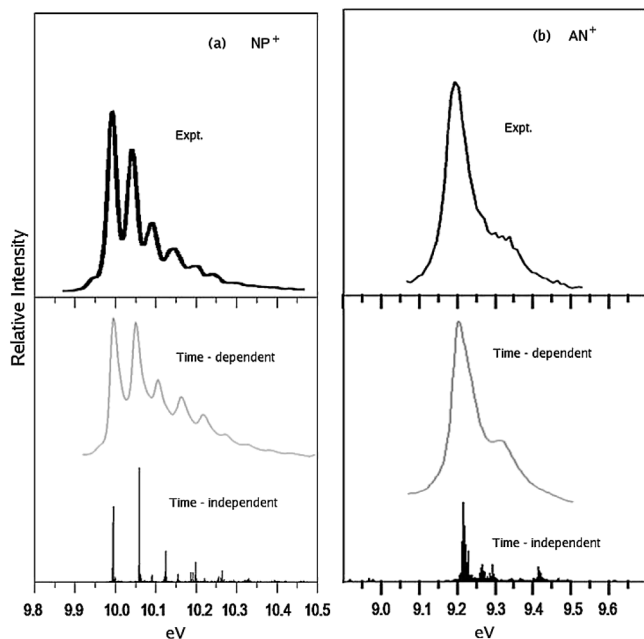 (a) NP+
Expt.
Time - dependent
Time - independent
9.8 9.9 10.0 10.1 10.2 10.3 10.4 10.5
eV
Relative Intensity
(b) AN+
Expt.
Time - dependent
Time - independent
9.0 9.1 9.2 9.3 9.4 9.5 9.6
eV